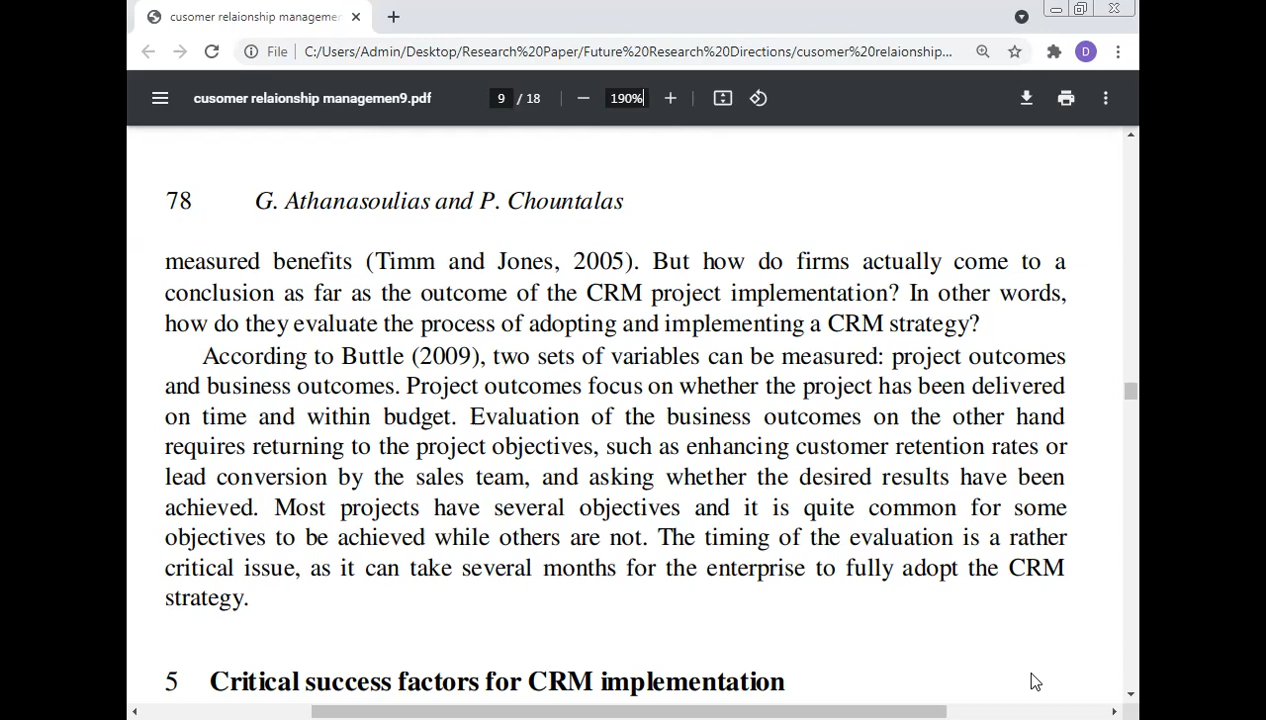 cusomer relaionship managemen
File C:/Users/Admin/Desktop/Research%20Paper/Future%20Research%20Directions/cusomer%20relaionship... D
cusomer relaionship managemen9.pdf 9 / 18 190%
78 G. Athanasoulias and P. Chountalas
measured benefits (Timm and Jones, 2005). But how do firms actually come to a
conclusion as far as the outcome of the CRM project implementation? In other words,
how do they evaluate the process of adopting and implementing a CRM strategy?
According to Buttle (2009), two sets of variables can be measured: project outcomes
and business outcomes. Project outcomes focus on whether the project has been delivered
on time and within budget. Evaluation of the business outcomes on the other hand
requires returning to the project objectives, such as enhancing customer retention rates or
lead conversion by the sales team, and asking whether the desired results have been
achieved. Most projects have several objectives and it is quite common for some
objectives to be achieved while others are not. The timing of the evaluation is a rather
critical issue, as it can take several months for the enterprise to fully adopt the CRM
strategy.
5 Critical success factors for CRM implementation